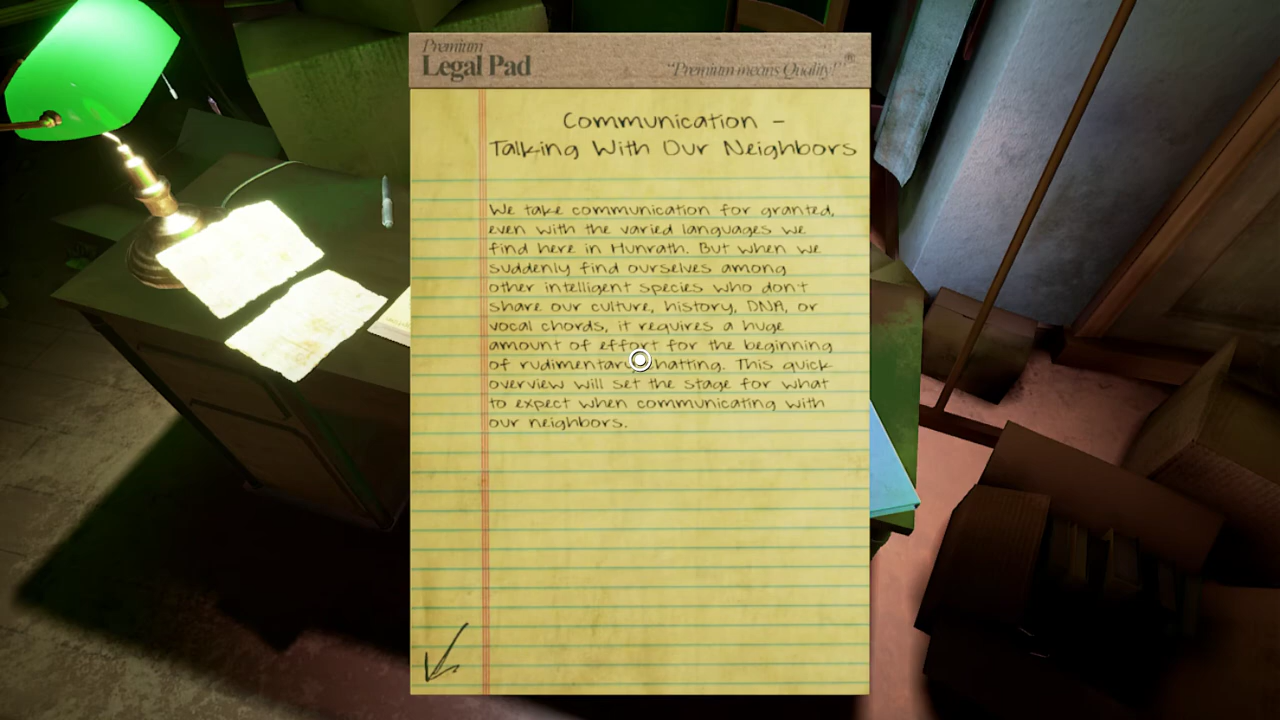 Premium
Legal Pad
"Premium means Quality!"®
Communication –
Talking With Our Neighbors
We take communication for granted,
even with the varied languages we
find here in Hunrath. But when we
suddenly find ourselves among
other intelligent species who don't
share our culture, history, DNA, or
vocal chords, it requires a huge
amount of effort for the beginning
of rudimentary chatting. This quick
overview will set the stage for what
to expect when communicating with
our neighbors.